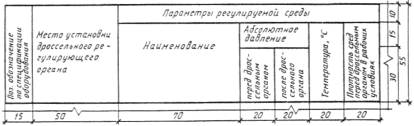 Поз. обозначение
по спецификации
оборудования
Место установки
дроссельного ре-
гулирующего
органа
Параметры регулируемой среды
Наименование
Абсолютное
давление
перед дрос-
сельным
органом
после дрос-
сельного
органа
Температура, °С
Плотность сред
перед дроссельным
органом в рабочих
условиях
10
15
30
55
15
50
70
20
20
20
20